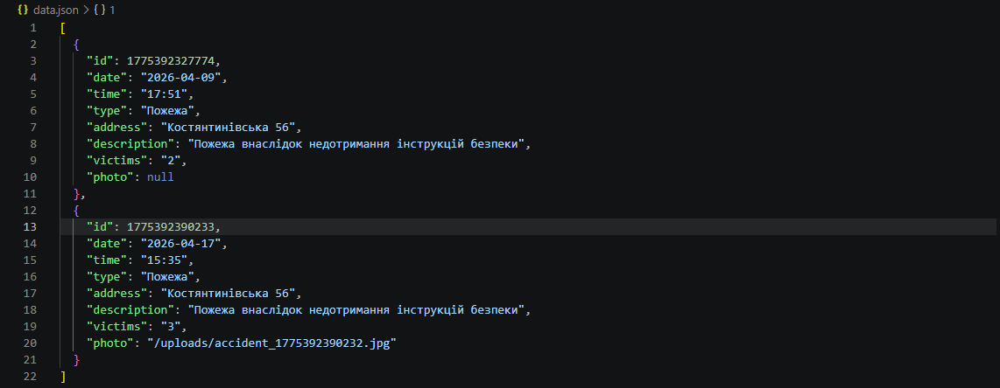 {} data.json > {} 1
1 [
2 {
3 "id": 1775392327774,
4 "date": "2026-04-09",
5 "time": "17:51",
6 "type": "Пожежа",
7 "address": "Костянтинівська 56",
8 "description": "Пожежа внаслідок недотримання інструкцій безпеки",
9 "victims": "2",
10 "photo": null
11 },
12 {
13 "id": 1775392390233,
14 "date": "2026-04-17",
15 "time": "15:35",
16 "type": "Пожежа",
17 "address": "Костянтинівська 56",
18 "description": "Пожежа внаслідок недотримання інструкцій безпеки",
19 "victims": "3",
20 "photo": "/uploads/accident_1775392390232.jpg"
21 }
22 ]